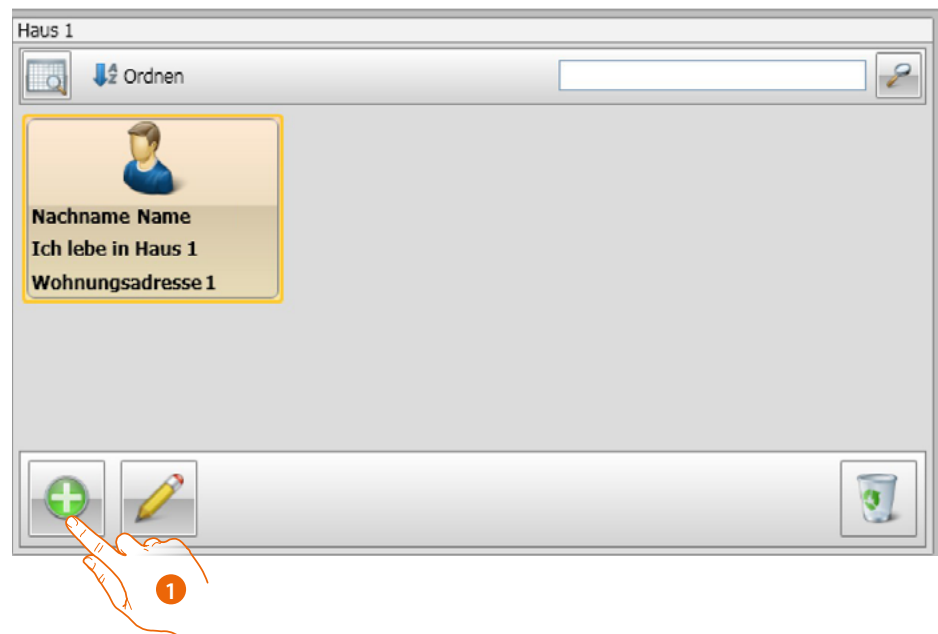 Haus 1
Ordnen
Nachname Name
Ich lebe in Haus 1
Wohnungsadresse 1
1